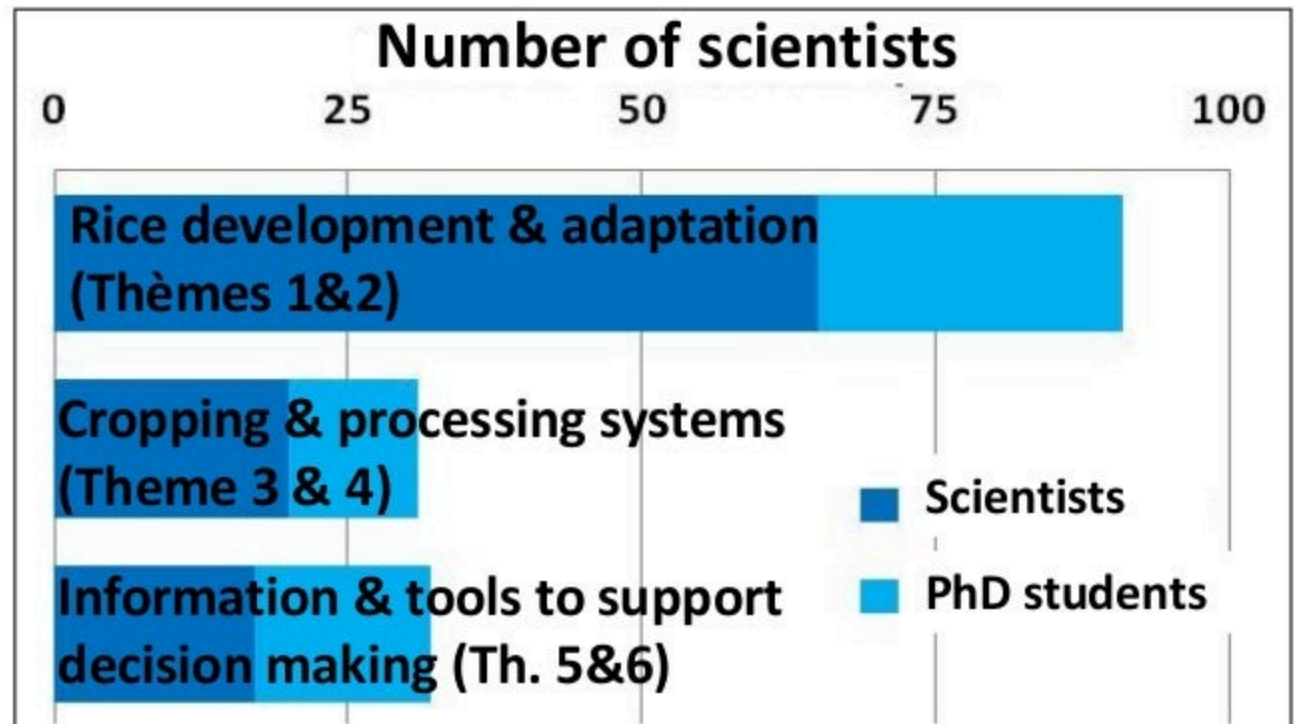 Number of scientists
0 25 50 75 100
Rice development & adaptation
(Thèmes 1&2)
Cropping & processing systems
(Theme 3 & 4)
Scientists
Information & tools to support
decision making (Th. 5&6)
PhD students